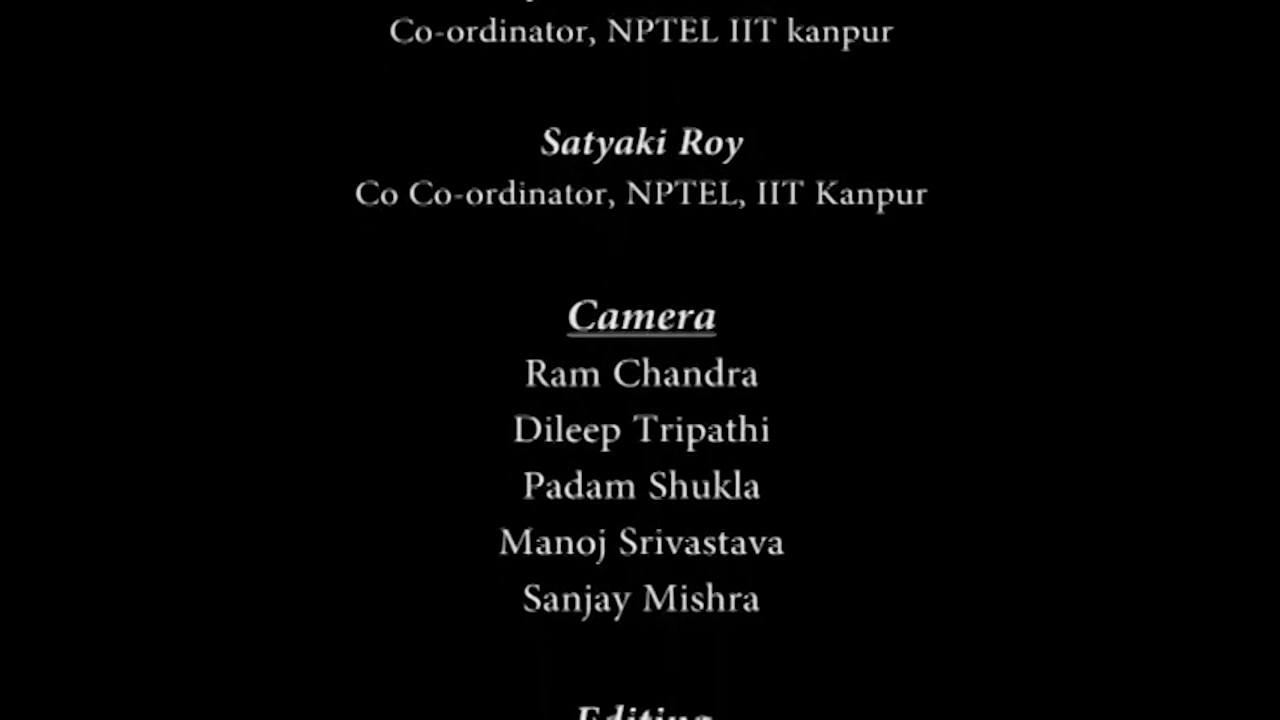 Co-ordinator, NPTEL IIT kanpur
Satyaki Roy
Co Co-ordinator, NPTEL, IIT Kanpur
Camera
Ram Chandra
Dileep Tripathi
Padam Shukla
Manoj Srivastava
Sanjay Mishra
Editing